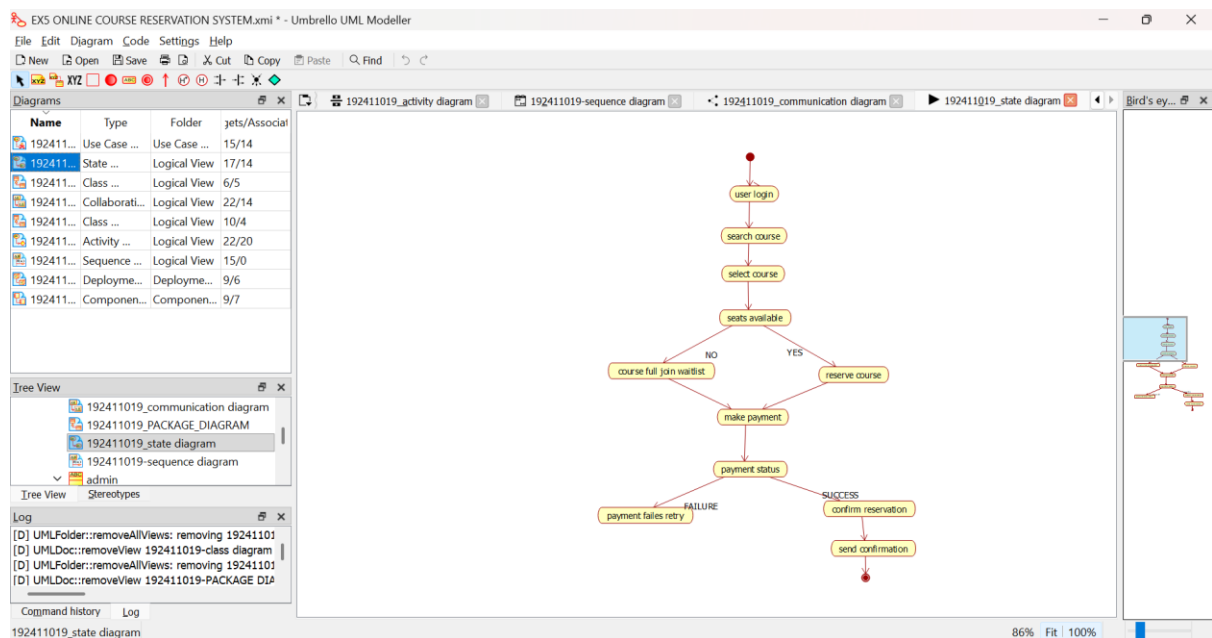 EX5 ONLINE COURSE RESERVATION SYSTEM.xmi * - Umbrello UML Modeller
File Edit Diagram Code Settings Help
New Open Save Cut Copy Paste Find
XYZ XYZ ABC H* H
Diagrams
192411019_activity diagram 192411019-sequence diagram 192411019_communication diagram 192411019_state diagram
Bird's ey...
Name Type Folder gets/Associat
192411... Use Case ... Use Case ... 15/14
192411... State ... Logical View 17/14
192411... Class ... Logical View 6/5
192411... Collaborati... Logical View 22/14
192411... Class ... Logical View 10/4
192411... Activity ... Logical View 22/20
192411... Sequence ... Logical View 15/0
192411... Deployme... Deployme... 9/6
192411... Componen... Componen... 9/7
user login
search course
select course
seats available
NO YES
course full join waitlist
reserve course
make payment
payment status
FAILURE
SUCCESS
payment failes retry
confirm reservation
send confirmation
Tree View
192411019_communication diagram
192411019_PACKAGE_DIAGRAM
192411019_state diagram
192411019-sequence diagram
admin
Tree View Stereotypes
Log
[D] UMLFolder::removeAllViews: removing 19241101
[D] UMLDoc::removeView 192411019-class diagram
[D] UMLFolder::removeAllViews: removing 19241101
[D] UMLDoc::removeView 192411019-PACKAGE DIA
Command history Log
192411019_state diagram
86% Fit 100%